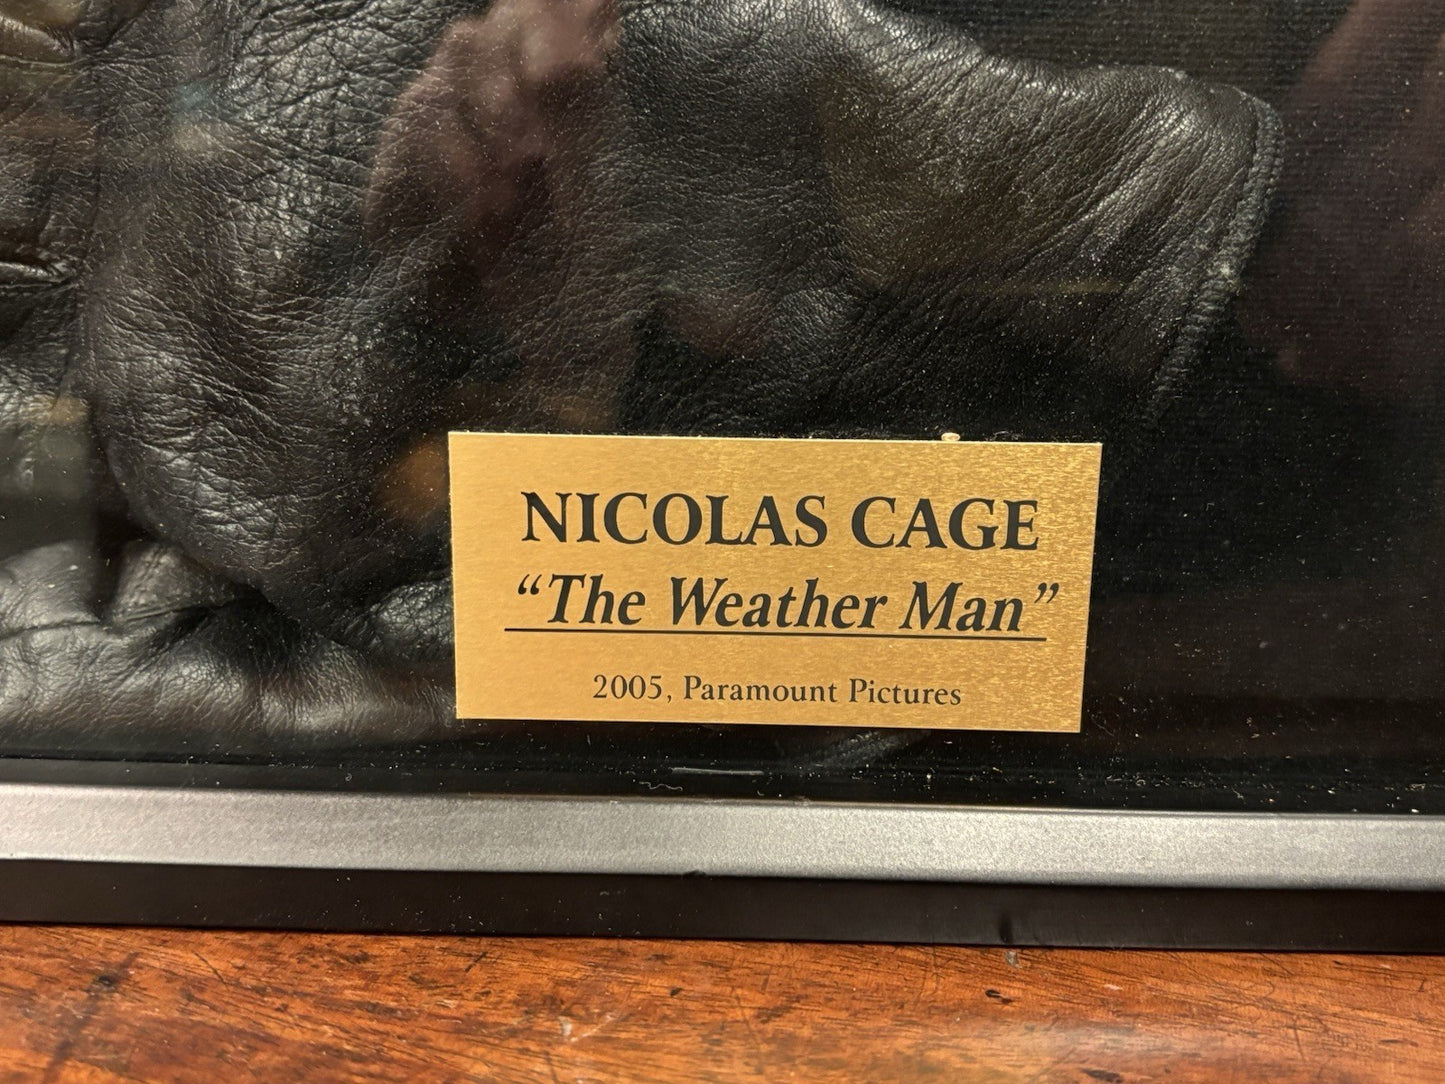 NICOLAS CAGE
“The Weather Man”
2005, Paramount Pictures